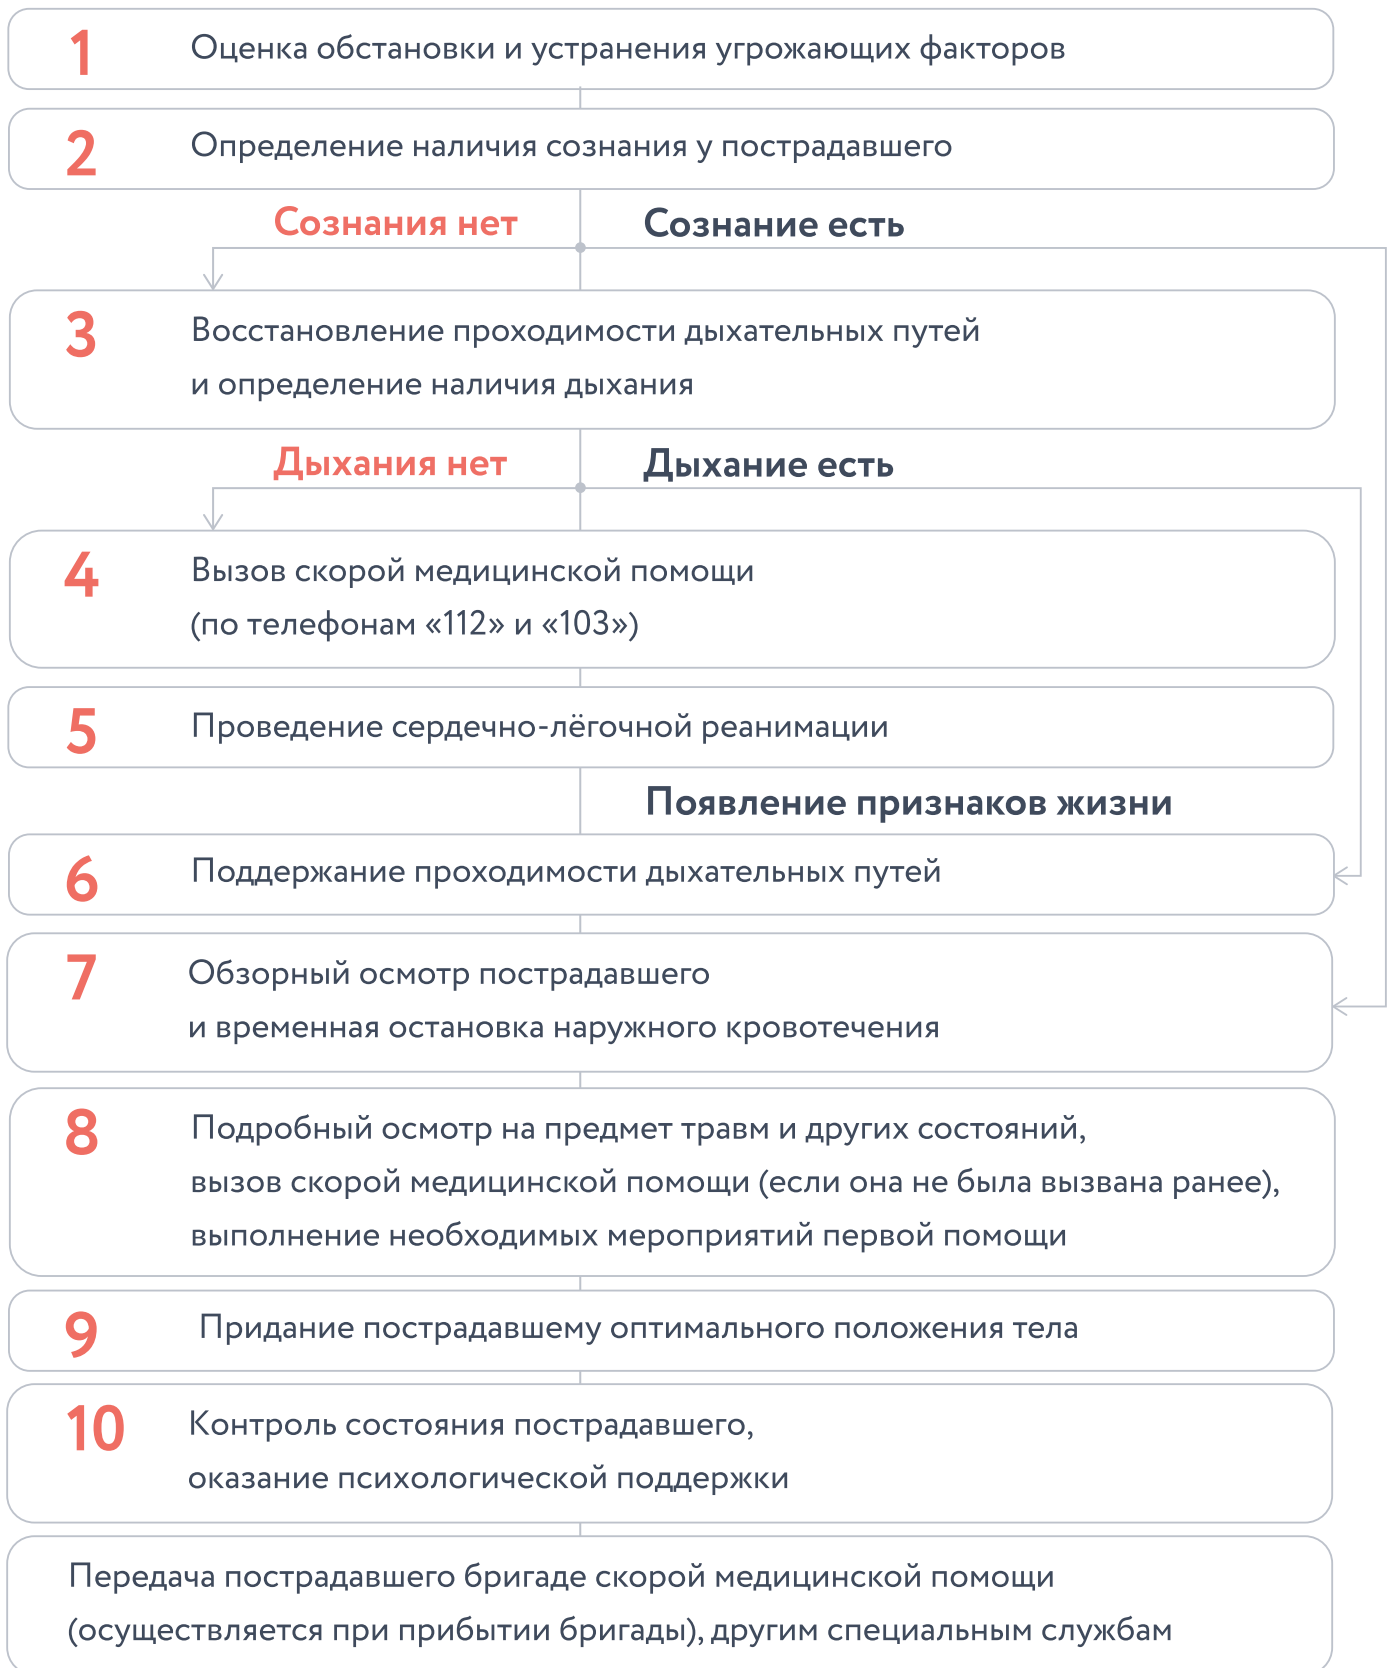 1 Оценка обстановки и устранения угрожающих факторов
2 Определение наличия сознания у пострадавшего
Сознания нет Сознание есть
3 Восстановление проходимости дыхательных путей
и определение наличия дыхания
Дыхания нет Дыхание есть
4 Вызов скорой медицинской помощи
(по телефонам «112» и «103»)
5 Проведение сердечно-лёгочной реанимации
Появление признаков жизни
6 Поддержание проходимости дыхательных путей
7 Обзорный осмотр пострадавшего
и временная остановка наружного кровотечения
8 Подробный осмотр на предмет травм и других состояний,
вызов скорой медицинской помощи (если она не была вызвана ранее),
выполнение необходимых мероприятий первой помощи
9 Придание пострадавшему оптимального положения тела
10 Контроль состояния пострадавшего,
оказание психологической поддержки
Передача пострадавшего бригаде скорой медицинской помощи
(осуществляется при прибытии бригады), другим специальным службам